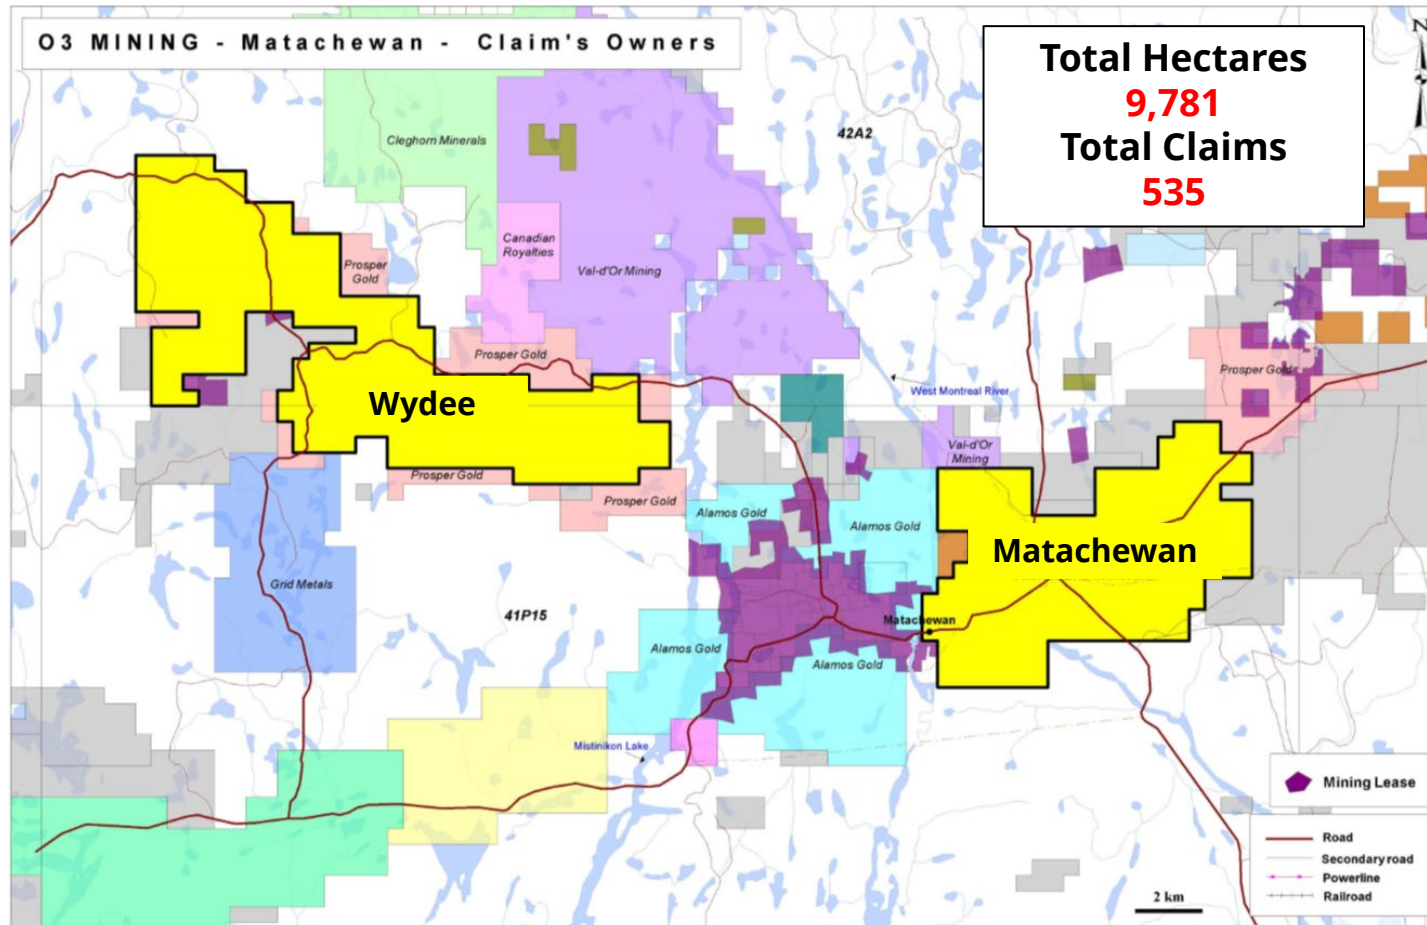 O3 MINING - Matachewan - Claim's Owners
Total Hectares
9,781
Total Claims
535
N
42A2
Cleghorn Minerals
Canadian
Royalties
Val-d'Or Mining
Prosper
Gold
Prosper Gold
Prosper Gold
West Montreal River
Wydee
Val-d'Or
Mining
Prosper Gold
Prosper Gold
Alamos Gold
Alamos Gold
Matachewan
Grid Metals
41P15
Matachewan
Alamos Gold
Alamos Gold
Mistinikon Lake
Mining Lease
Road
Secondary road
Powerline
Railroad
2 km